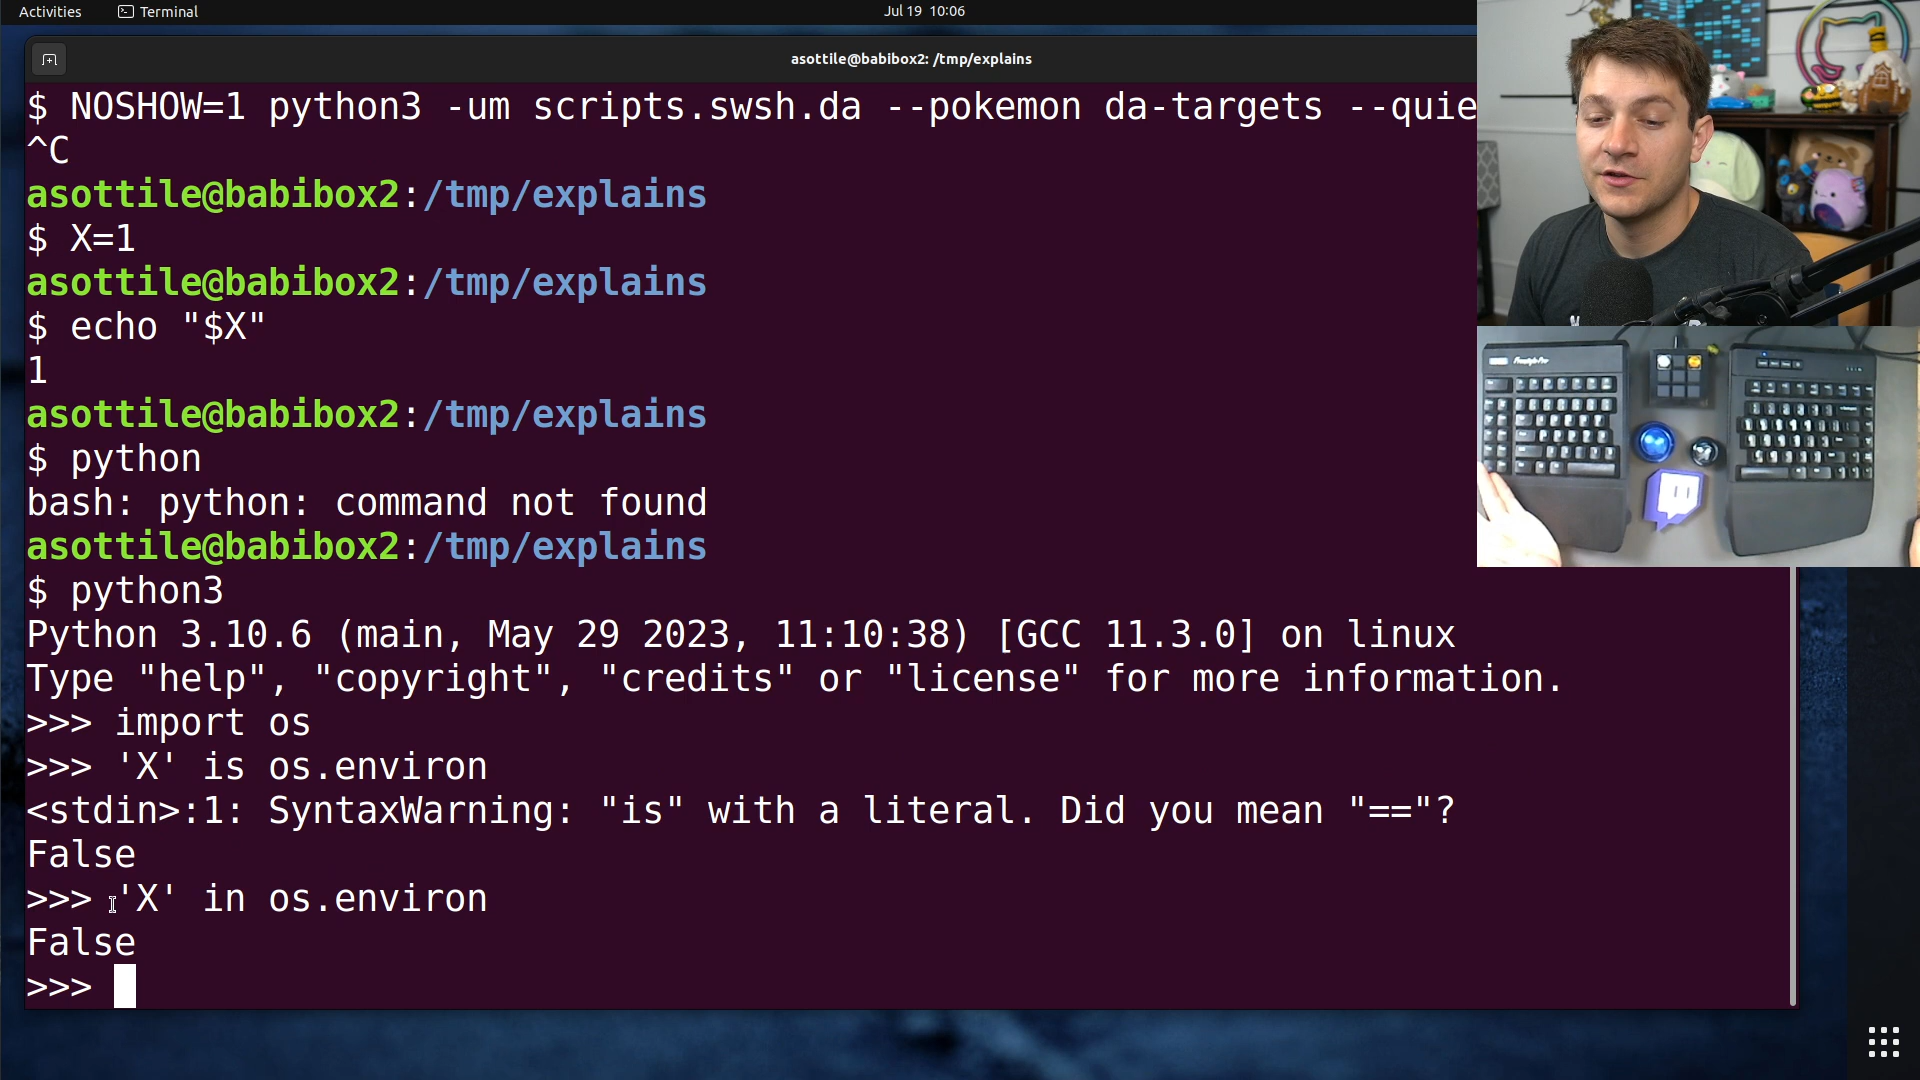 Activities
Terminal
Jul 19 10:06
asottile@babibox2: /tmp/explains
$ NOSHOW=1 python3 -um scripts.swsh.da --pokemon da-targets --quie
^C
asottile@babibox2:/tmp/explains
$ X=1
asottile@babibox2:/tmp/explains
$ echo "$X"
1
asottile@babibox2:/tmp/explains
$ python
bash: python: command not found
asottile@babibox2:/tmp/explains
$ python3
Python 3.10.6 (main, May 29 2023, 11:10:38) [GCC 11.3.0] on linux
Type "help", "copyright", "credits" or "license" for more information.
>>> import os
>>> 'X' is os.environ
<stdin>:1: SyntaxWarning: "is" with a literal. Did you mean "=="?
False
>>> 'X' in os.environ
False
>>>